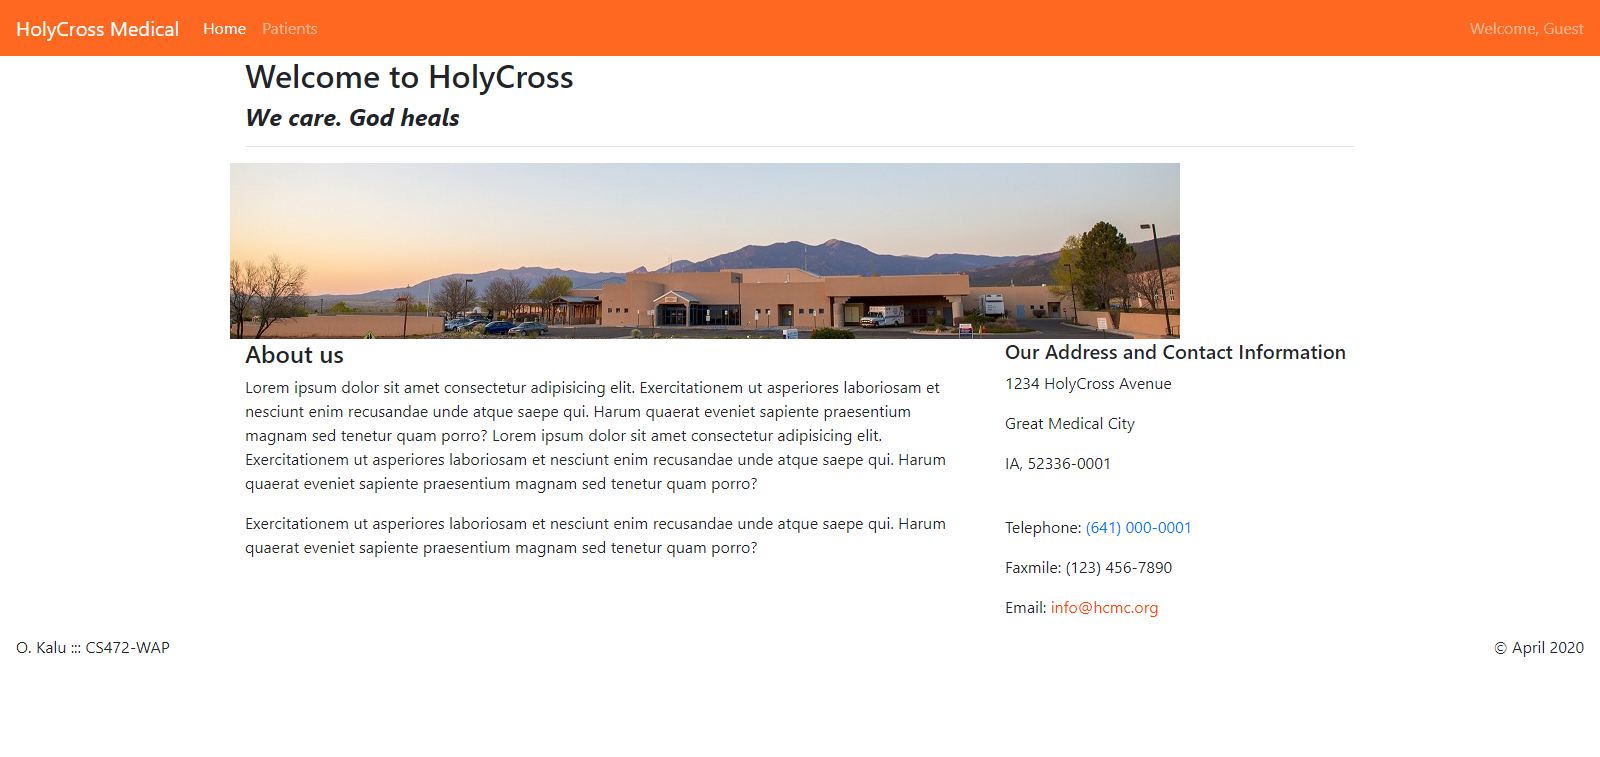 HolyCross Medical Home Patients Welcome, Guest
Welcome to HolyCross
We care. God heals
About us
Lorem ipsum dolor sit amet consectetur adipisicing elit. Exercitationem ut asperiores laboriosam et
nesciunt enim recusandae unde atque saepe qui. Harum quaerat eveniet sapiente praesentium
magnam sed tenetur quam porro? Lorem ipsum dolor sit amet consectetur adipisicing elit.
Exercitationem ut asperiores laboriosam et nesciunt enim recusandae unde atque saepe qui. Harum
quaerat eveniet sapiente praesentium magnam sed tenetur quam porro?
Exercitationem ut asperiores laboriosam et nesciunt enim recusandae unde atque saepe qui. Harum
quaerat eveniet sapiente praesentium magnam sed tenetur quam porro?
Our Address and Contact Information
1234 HolyCross Avenue
Great Medical City
IA, 52336-0001
Telephone: (641) 000-0001
Faxmile: (123) 456-7890
Email: info@hcmc.org
O. Kalu ::: CS472-WAP © April 2020